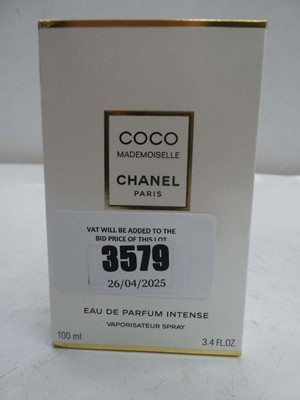 COCO
MADEMOISELLE
CHANEL
PARIS
VAT WILL BE ADDED TO THE
BID PRICE OF THIS LOT
3579
26/04/2025
EAU DE PARFUM INTENSE
VAPORISATEUR SPRAY
100 ml
3.4 FL.OZ.